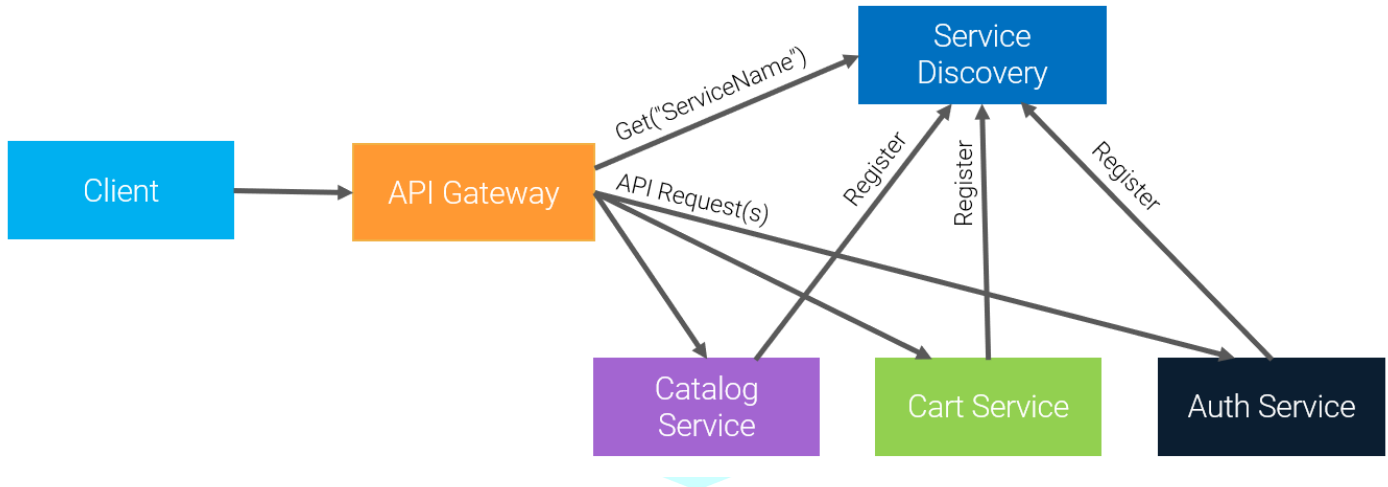 Service
Discovery
Get("ServiceName")
Client
API Gateway
API Request(s)
Register
Register
Register
Catalog
Service
Cart Service
Auth Service